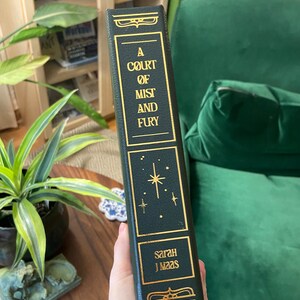 A
COURT
OF
MIST
AND
FURY
SARAH
J MAAS